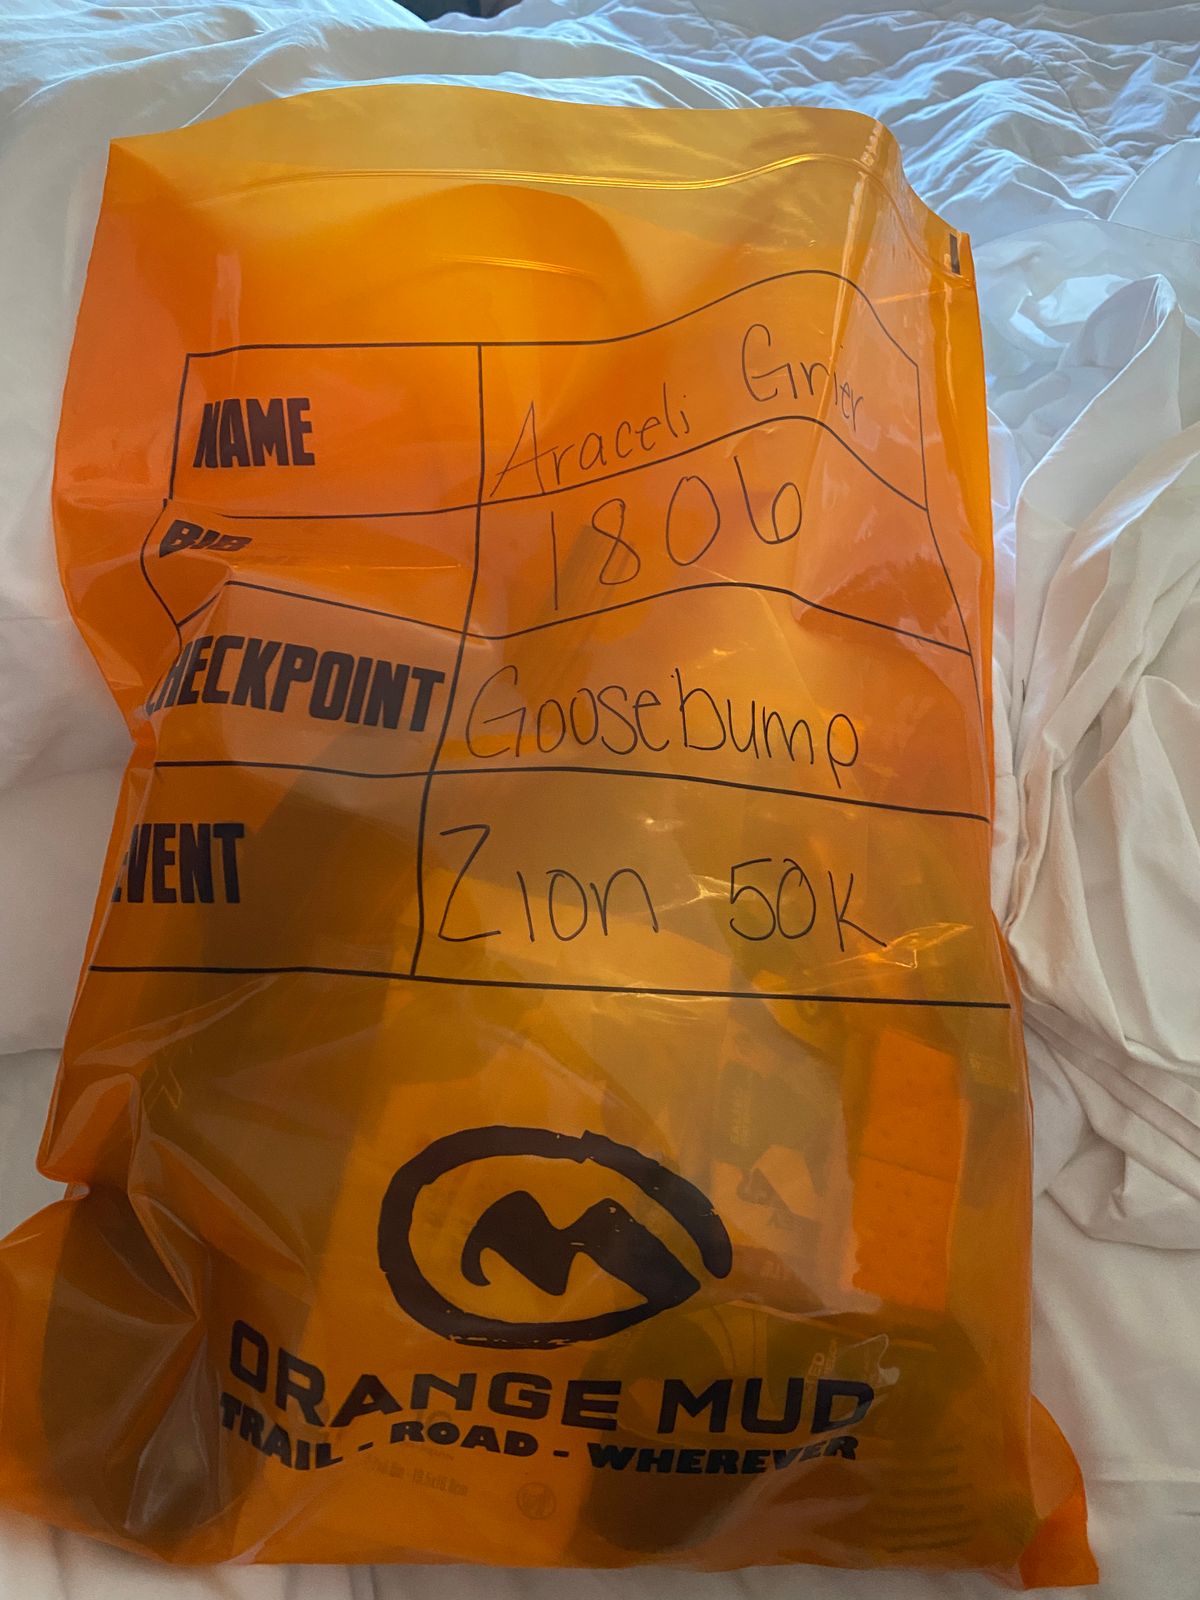 NAME Araceli Grier
BIB 1806
CHECKPOINT Goosebump
EVENT Zion 50K
ORANGE MUD
TRAIL - ROAD - WHEREVER